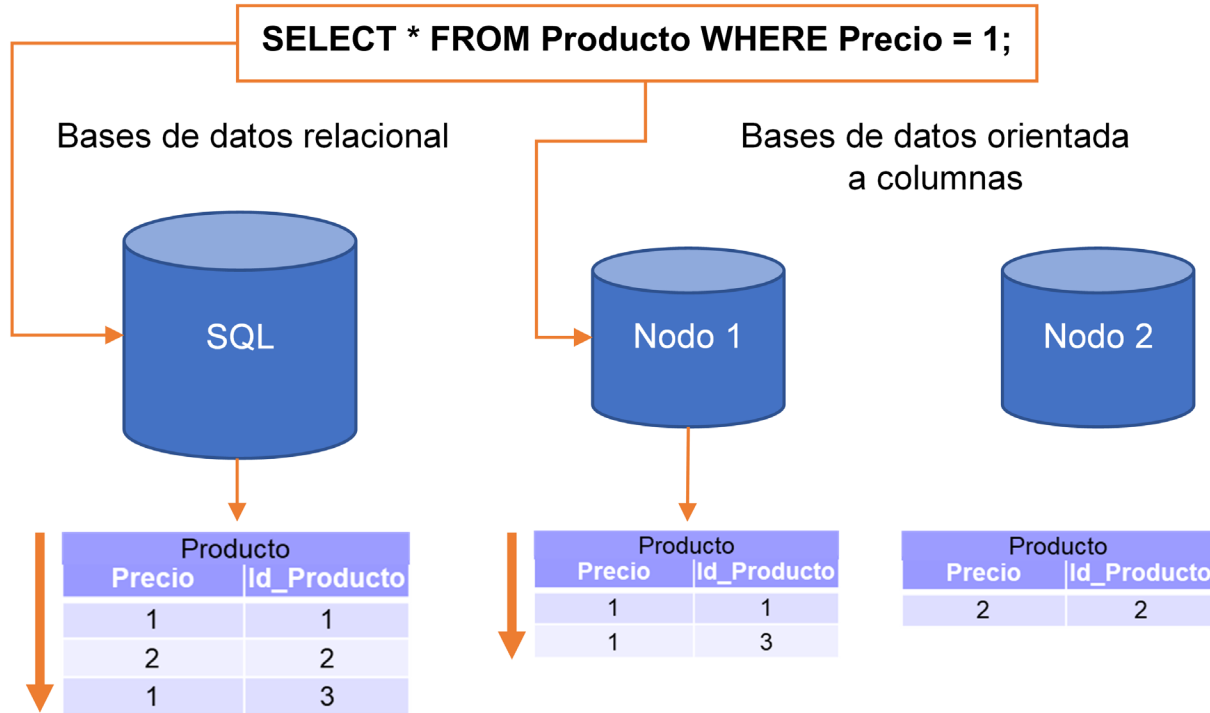 SELECT * FROM Producto WHERE Precio = 1;
Bases de datos relacional
Bases de datos orientada
a columnas
SQL
Nodo 1
Nodo 2
Producto
Precio Id_Producto
1 1
2 2
1 3
Producto
Precio Id_Producto
1 1
1 3
Producto
Precio Id_Producto
2 2